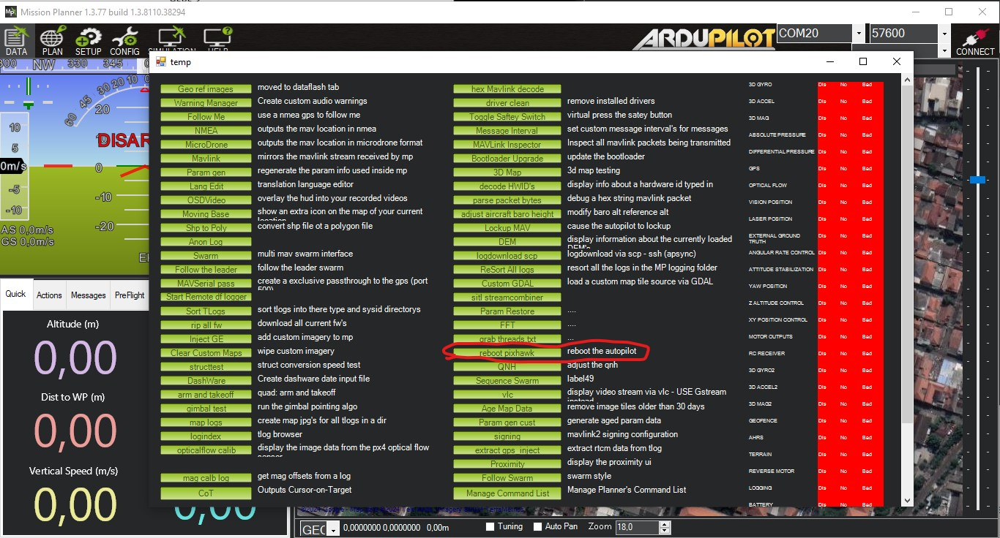 Mission Planner 1.3.77 build 1.3.8110.38294
DATA
PLAN
SETUP
CONFIG
SIMULATION
HELP
ARDUPILOT
COM20
57600
CONNECT
300 NW 330 345
temp
Geo ref images moved to dataflash tab
Warning Manager Create custom audio warnings
Follow Me use a nmea gps to follow me
NMEA outputs the mav location in nmea
MicroDrone outputs the mav location in microdrone format
Mavlink mirrors the mavlink stream received by mp
Param gen regenerate the param info used inside mp
Lang Edit translation language editor
OSDVideo overlay the hud into your recorded videos
Moving Base show an extra icon on the map of your current
location
Shp to Poly convert shp file ot a polygon file
Anon Log
Swarm multi mav swarm interface
Follow the leader follow the leader swarm
MAVSerial pass create a exclusive passthrough to the gps (port
500)
Start Remote df logger
Sort TLogs sort tlogs into there type and sysid directorys
rip all fw download all current fw's
Inject GE add custom imagery to mp
Clear Custom Maps wipe custom imagery
structtest struct conversion speed test
DashWare Create dashware date input file
arm and takeoff quad: arm and takeoff
gimbal test run the gimbal pointing algo
map logs create map jpg's for all tlogs in a dir
logindex tlog browser
opticalflow calib display the image data from the px4 optical flow
sensor
mag calb log get mag offsets from a log
CoT Outputs Cursor-on-Target
hex Mavlink decode
driver clean remove installed drivers
Toggle Saftey Switch virtual press the satey button
Message Interval set custom message interval's for messages
MAVLink Inspector Inspect all mavlink packets being transmitted
Bootloader Upgrade update the bootloader
3D Map 3d map testing
decode HWID's display info about a hardware id typed in
parse packet bytes debug a hex string mavlink packet
adjust aircraft baro height modify baro alt reference alt
Lockup MAV cause the autopilot to lockup
DEM display information about the currently loaded
DEM's
logdownload scp logdownload via scp - ssh (apsync)
ReSort All logs resort all the logs in the MP logging folder
Custom GDAL load a custom map tile source via GDAL
sitl streamcombiner
Param Restore ....
FFT ....
grab threads.txt ...
reboot pixhawk reboot the autopilot
QNH adjust the qnh
Sequence Swarm label49
vlc display video stream via vlc - USE Gstream
instead
Age Map Data remove image tiles older than 30 days
Param gen cust generate aged param data
signing mavlink2 signing configuration
extract gps_inject extract rtcm data from tlog
Proximity display the proximity ui
Follow Swarm swarm style
Manage Command List Manage Planner's Command List
3D GYRO Dis No Bad
3D ACCEL Dis No Bad
3D MAG Dis No Bad
ABSOLUTE PRESSURE Dis No Bad
DIFFERENTIAL PRESSURE Dis No Bad
GPS Dis No Bad
OPTICAL FLOW Dis No Bad
VISION POSITION Dis No Bad
LASER POSITION Dis No Bad
EXTERNAL GROUND
TRUTH Dis No Bad
ANGULAR RATE CONTROL Dis No Bad
ATTITUDE STABILIZATION Dis No Bad
YAW POSITION Dis No Bad
Z ALTITUDE CONTROL Dis No Bad
XY POSITION CONTROL Dis No Bad
MOTOR OUTPUTS Dis No Bad
RC RECEIVER Dis No Bad
3D GYRO2 Dis No Bad
3D ACCEL2 Dis No Bad
3D MAG2 Dis No Bad
GEOFENCE Dis No Bad
AHRS Dis No Bad
TERRAIN Dis No Bad
REVERSE MOTOR Dis No Bad
LOGGING Dis No Bad
BATTERY Dis No Bad
60 45 30 20 10 0
20
10
5
0m/s
-5
-10
DISAR
0
-10
-20
AS 0,0m/s
GS 0,0m/s
Quick
Actions
Messages
PreFlight
Altitude (m)
0,00
Dist to WP (m)
0,00
Vertical Speed (m/s)
0,00
0,00
GEO
0,0000000 0,0000000 0,00m
Tuning
Auto Pan
Zoom
18,0